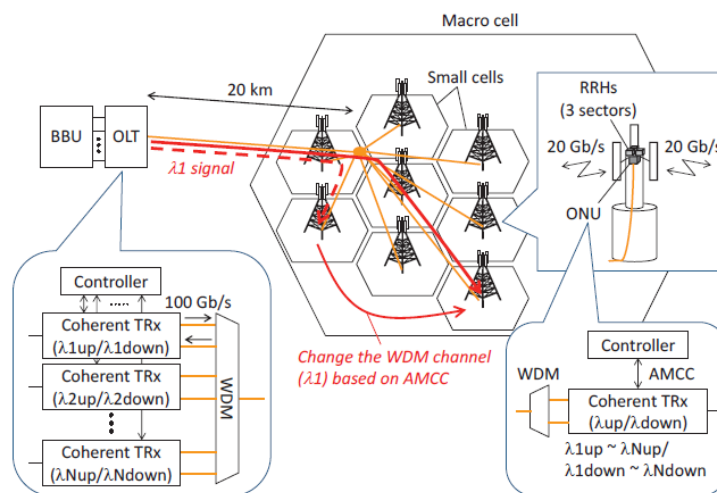 Macro cell
20 km
Small cells
RRHs
(3 sectors)
BBU
OLT
20 Gb/s
20 Gb/s
λ1 signal
ONU
Controller
.....
100 Gb/s
Coherent TRx
(λ1up/λ1down)
Coherent TRx
(λ2up/λ2down)
Coherent TRx
(λNup/λNdown)
WDM
Change the WDM channel
(λ1) based on AMCC
Controller
WDM
AMCC
Coherent TRx
(λup/λdown)
λ1up ~ λNup/
λ1down ~ λNdown